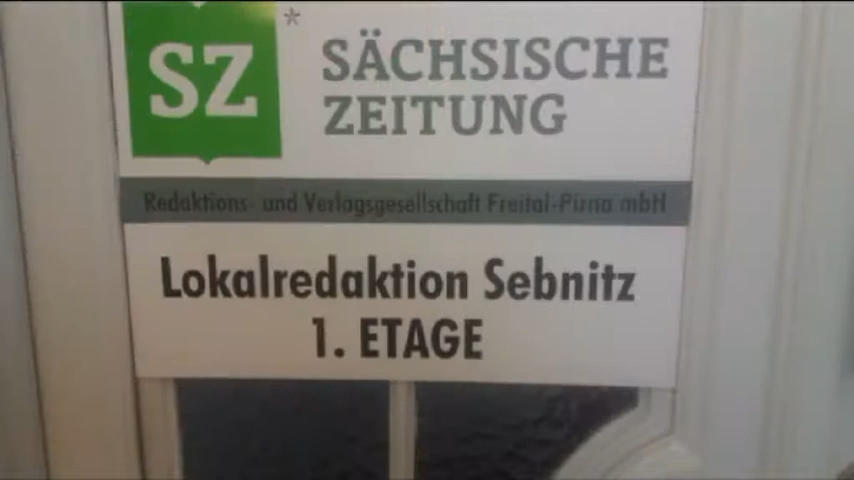 SZ
*
SÄCHSISCHE
ZEITUNG
Redaktions- und Verlagsgesellschaft Freital-Pirna mbH
Lokalredaktion Sebnitz
1. ETAGE